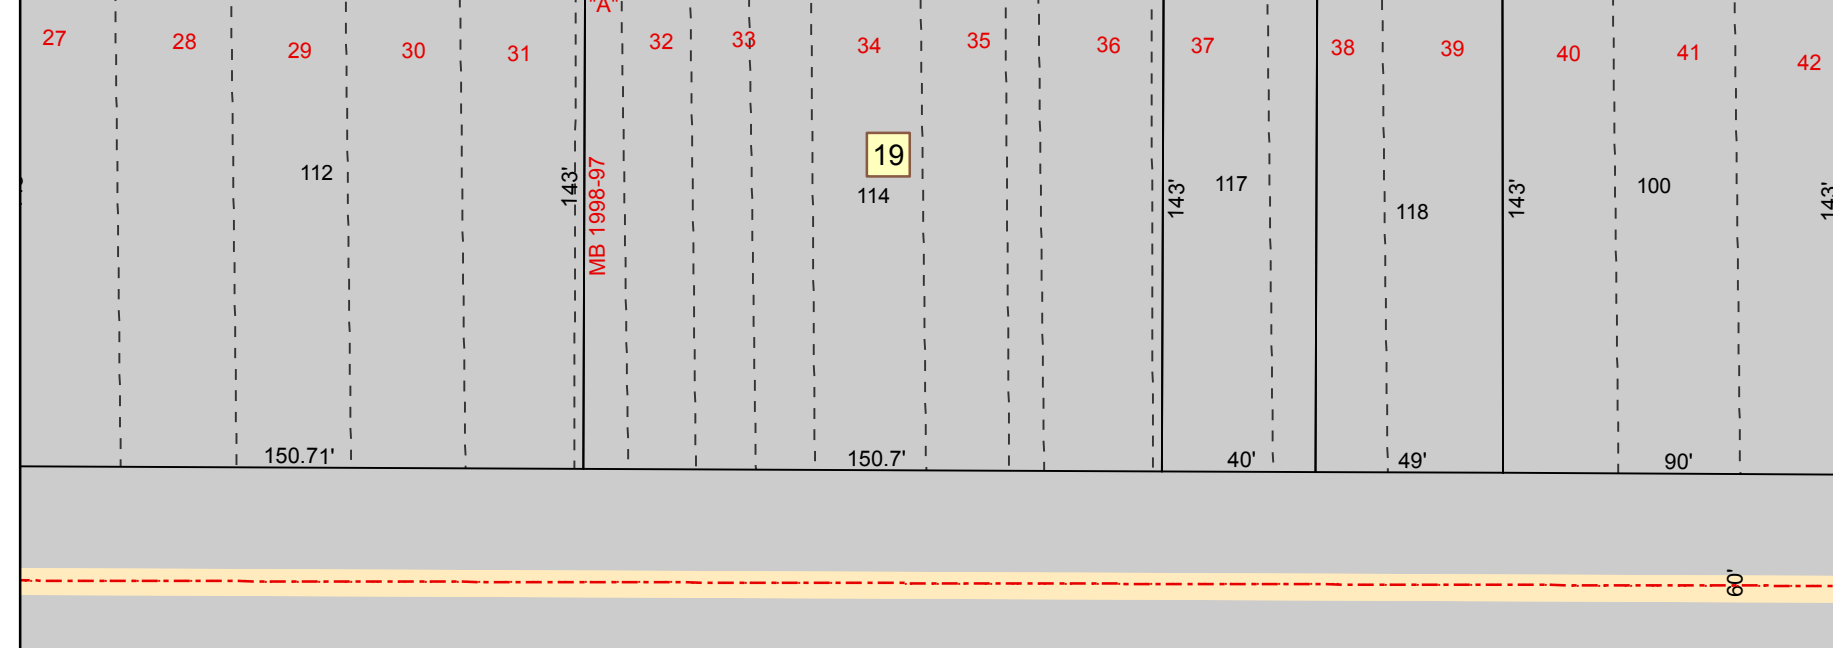 "A"
27 28 29 30 31 32 33 34 35 36 37 38 39 40 41 42
19
112 143' MB 1998-97 114 143' 117 118 143' 100 143'
150.71' 150.7' 40' 49' 90'
60'